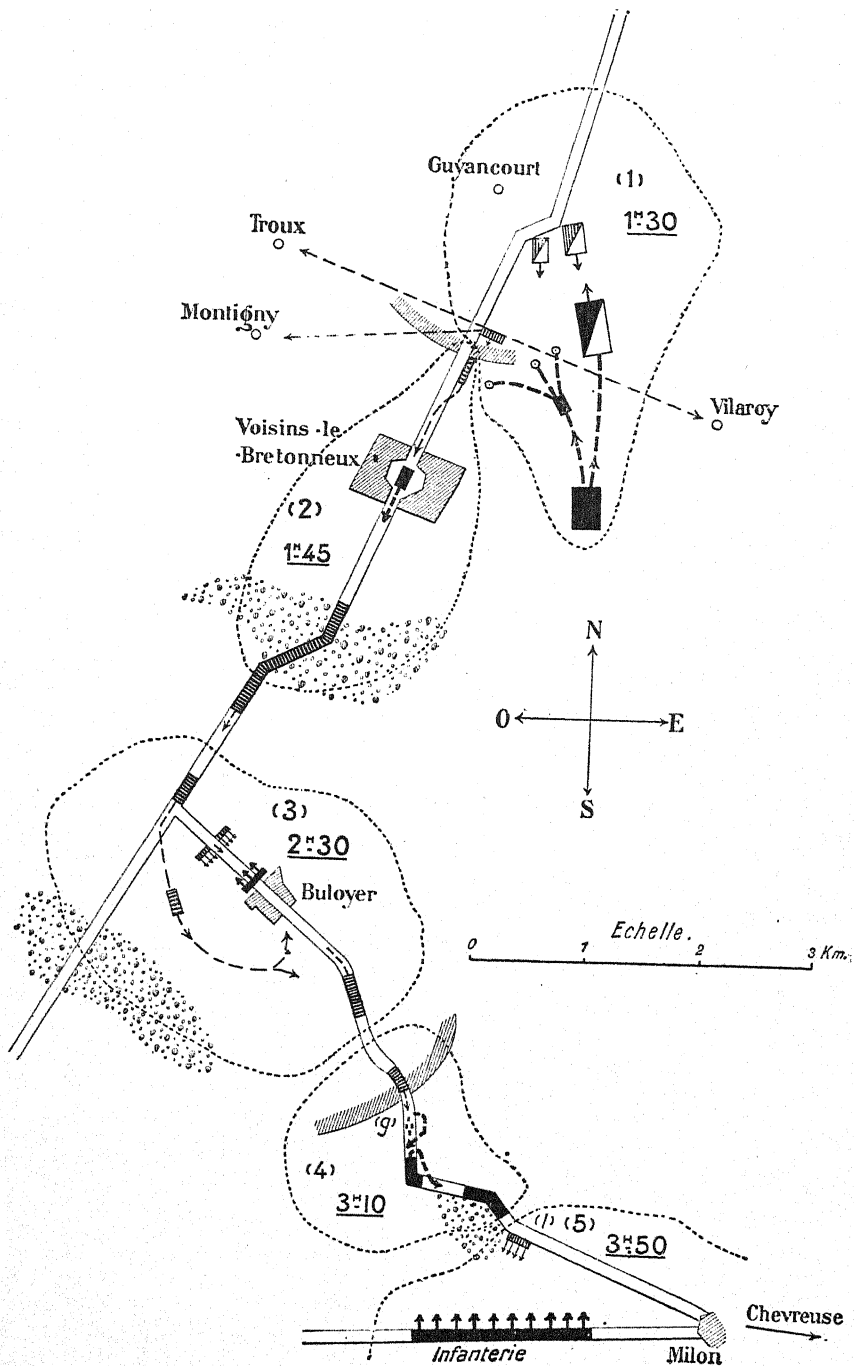 Guyancourt
(1)
1ᴴ30
Troux
Montigny
Vilaroy
Voisins-le-
-Bretonneux
(2)
1ᴴ45
N
O
E
S
(3)
2ᴴ30
Buloyer
Echelle.
0
1
2
3 Km.
(g)
(4)
3ᴴ10
(l)
(5)
3ᴴ50
Chevreuse
Infanterie
Milon